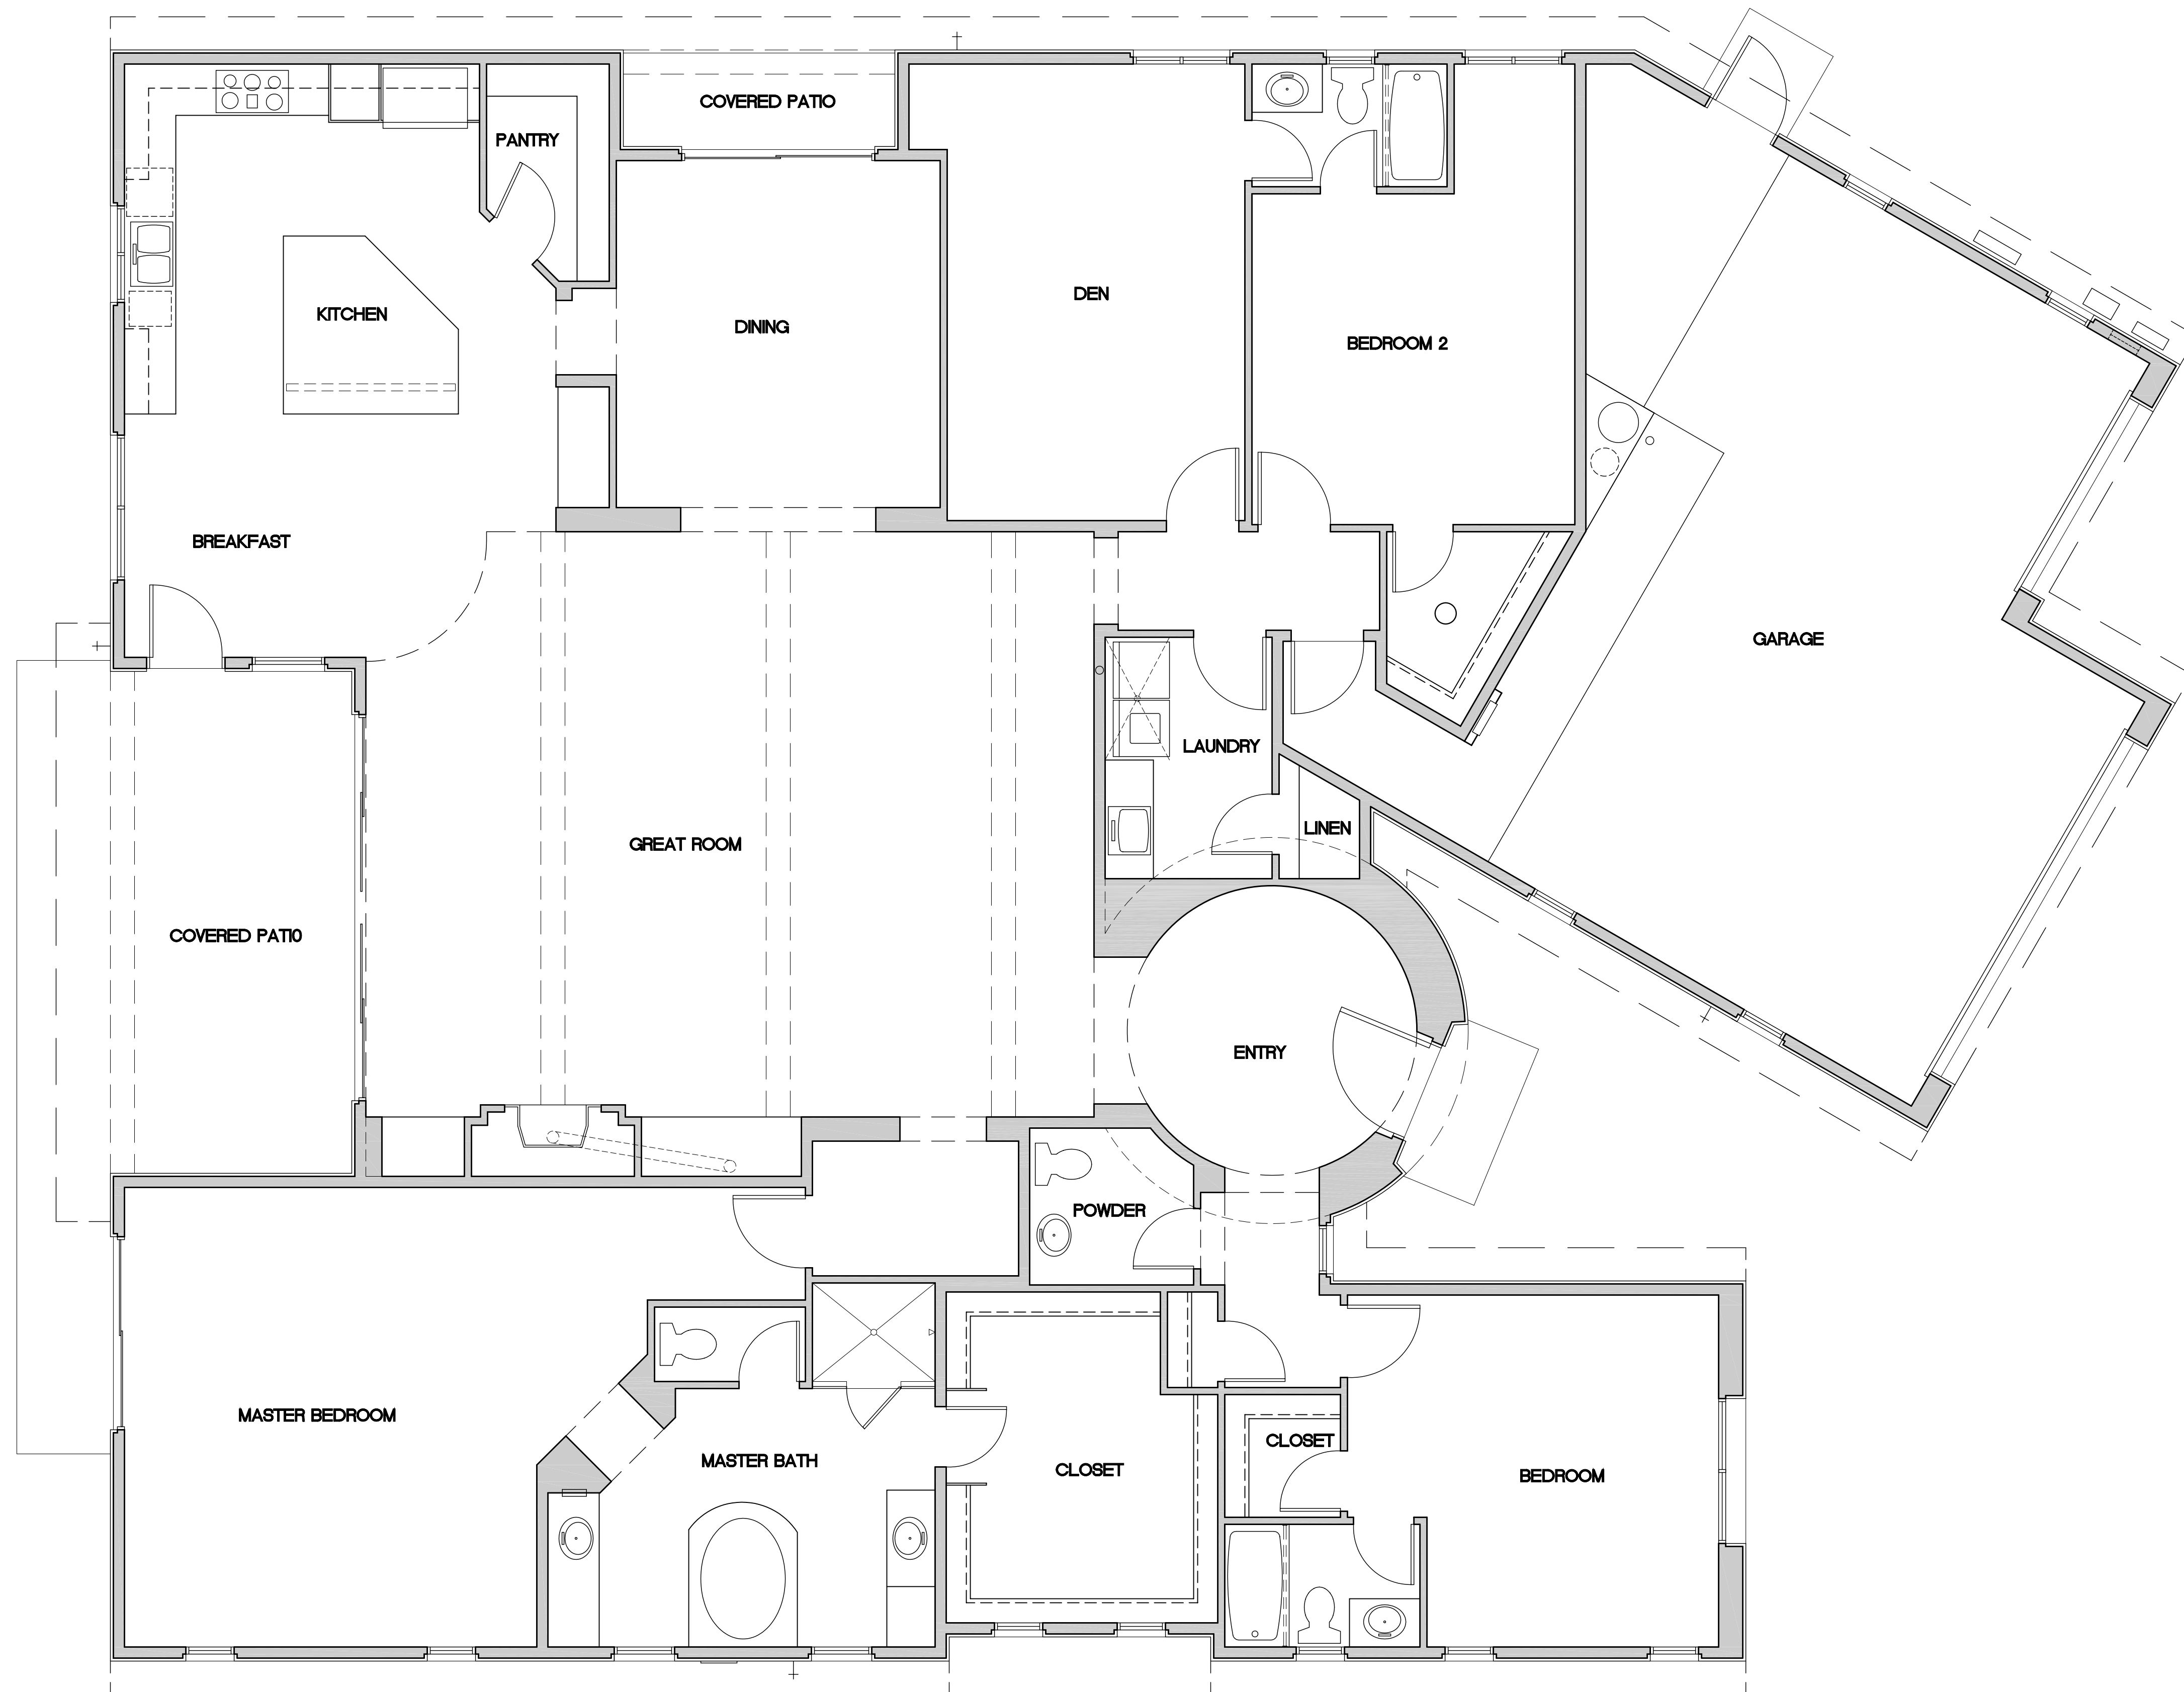 COVERED PATIO
PANTRY
KITCHEN
DINING
DEN
BEDROOM 2
BREAKFAST
GARAGE
LAUNDRY
LINEN
GREAT ROOM
COVERED PATI0
ENTRY
POWDER
MASTER BEDROOM
MASTER BATH
CLOSET
CLOSET
BEDROOM